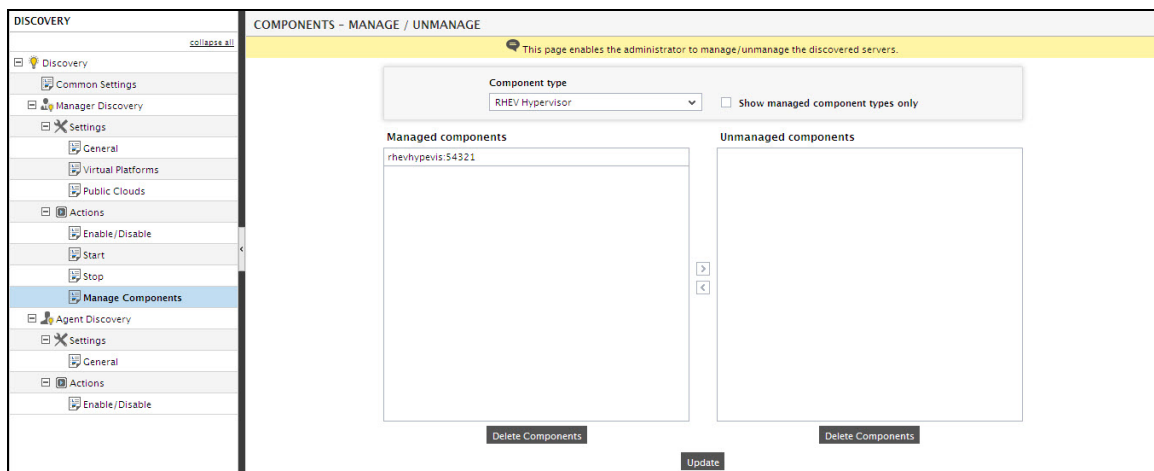 DISCOVERY
collapse all
Discovery
Common Settings
Manager Discovery
Settings
General
Virtual Platforms
Public Clouds
Actions
Enable/Disable
Start
Stop
Manage Components
Agent Discovery
Settings
General
Actions
Enable/Disable
COMPONENTS - MANAGE / UNMANAGE
This page enables the administrator to manage/unmanage the discovered servers.
Component type
RHEV Hypervisor
Show managed component types only
Managed components
Unmanaged components
rhevhypevis:54321
>
<
Delete Components
Delete Components
Update